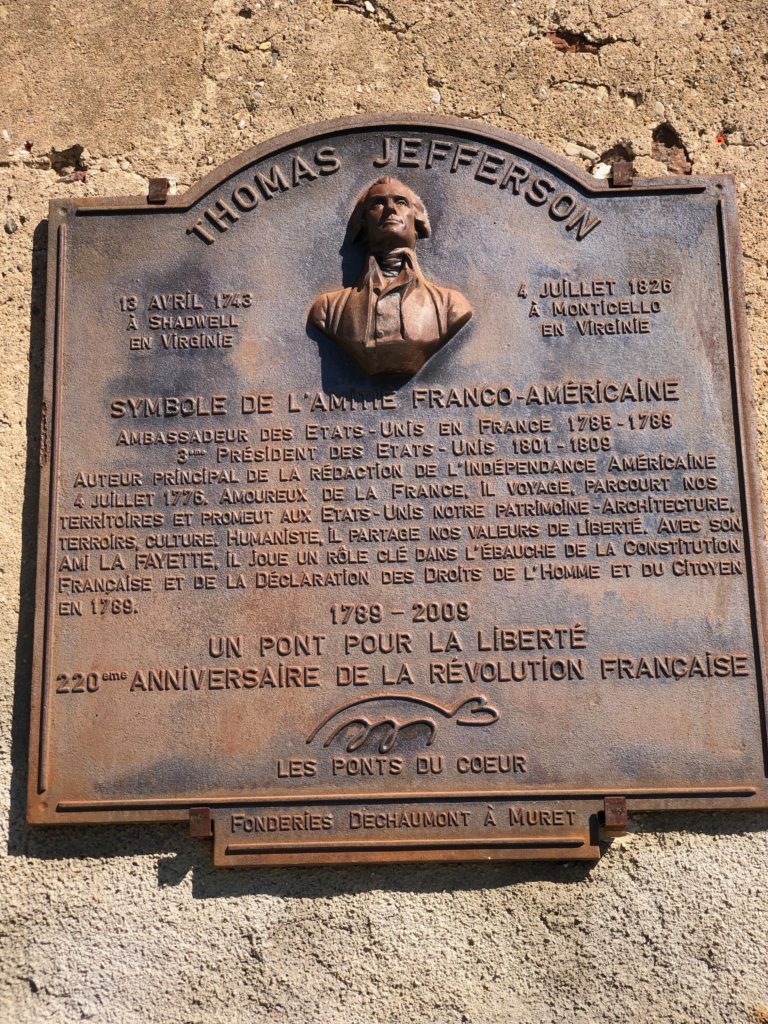 THOMAS JEFFERSON
13 AVRIL 1743
À SHADWELL
EN VIRGINIE
4 JUILLET 1826
À MONTICELLO
EN VIRGINIE
SYMBOLE DE L'AMITIÉ FRANCO-AMÉRICAINE
AMBASSADEUR DES ETATS-UNIS EN FRANCE 1785-1789
3ème PRÉSIDENT DES ETATS-UNIS 1801-1809
AUTEUR PRINCIPAL DE LA RÉDACTION DE L'INDÉPENDANCE AMÉRICAINE
4 JUILLET 1776. AMOUREUX DE LA FRANCE, IL VOYAGE, PARCOURT NOS
TERRITOIRES ET PROMEUT AUX ETATS-UNIS NOTRE PATRIMOINE-ARCHITECTURE,
TERROIRS, CULTURE. HUMANISTE, IL PARTAGE NOS VALEURS DE LIBERTÉ. AVEC SON
AMI LA FAYETTE, IL JOUE UN RÔLE CLÉ DANS L'ÉBAUCHE DE LA CONSTITUTION
FRANÇAISE ET DE LA DÉCLARATION DES DROITS DE L'HOMME ET DU CITOYEN
EN 1789.
1789 - 2009
UN PONT POUR LA LIBERTÉ
220eme ANNIVERSAIRE DE LA RÉVOLUTION FRANÇAISE
LES PONTS DU COEUR
FONDERIES DECHAUMONT À MURET